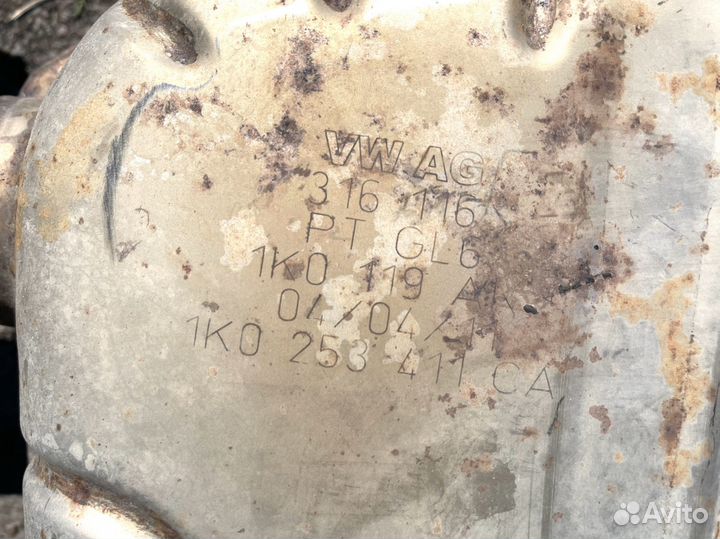 VW AG
316 116
PT GL6
1K0 119
04/04/11
1K0 253 411 CA
Avito